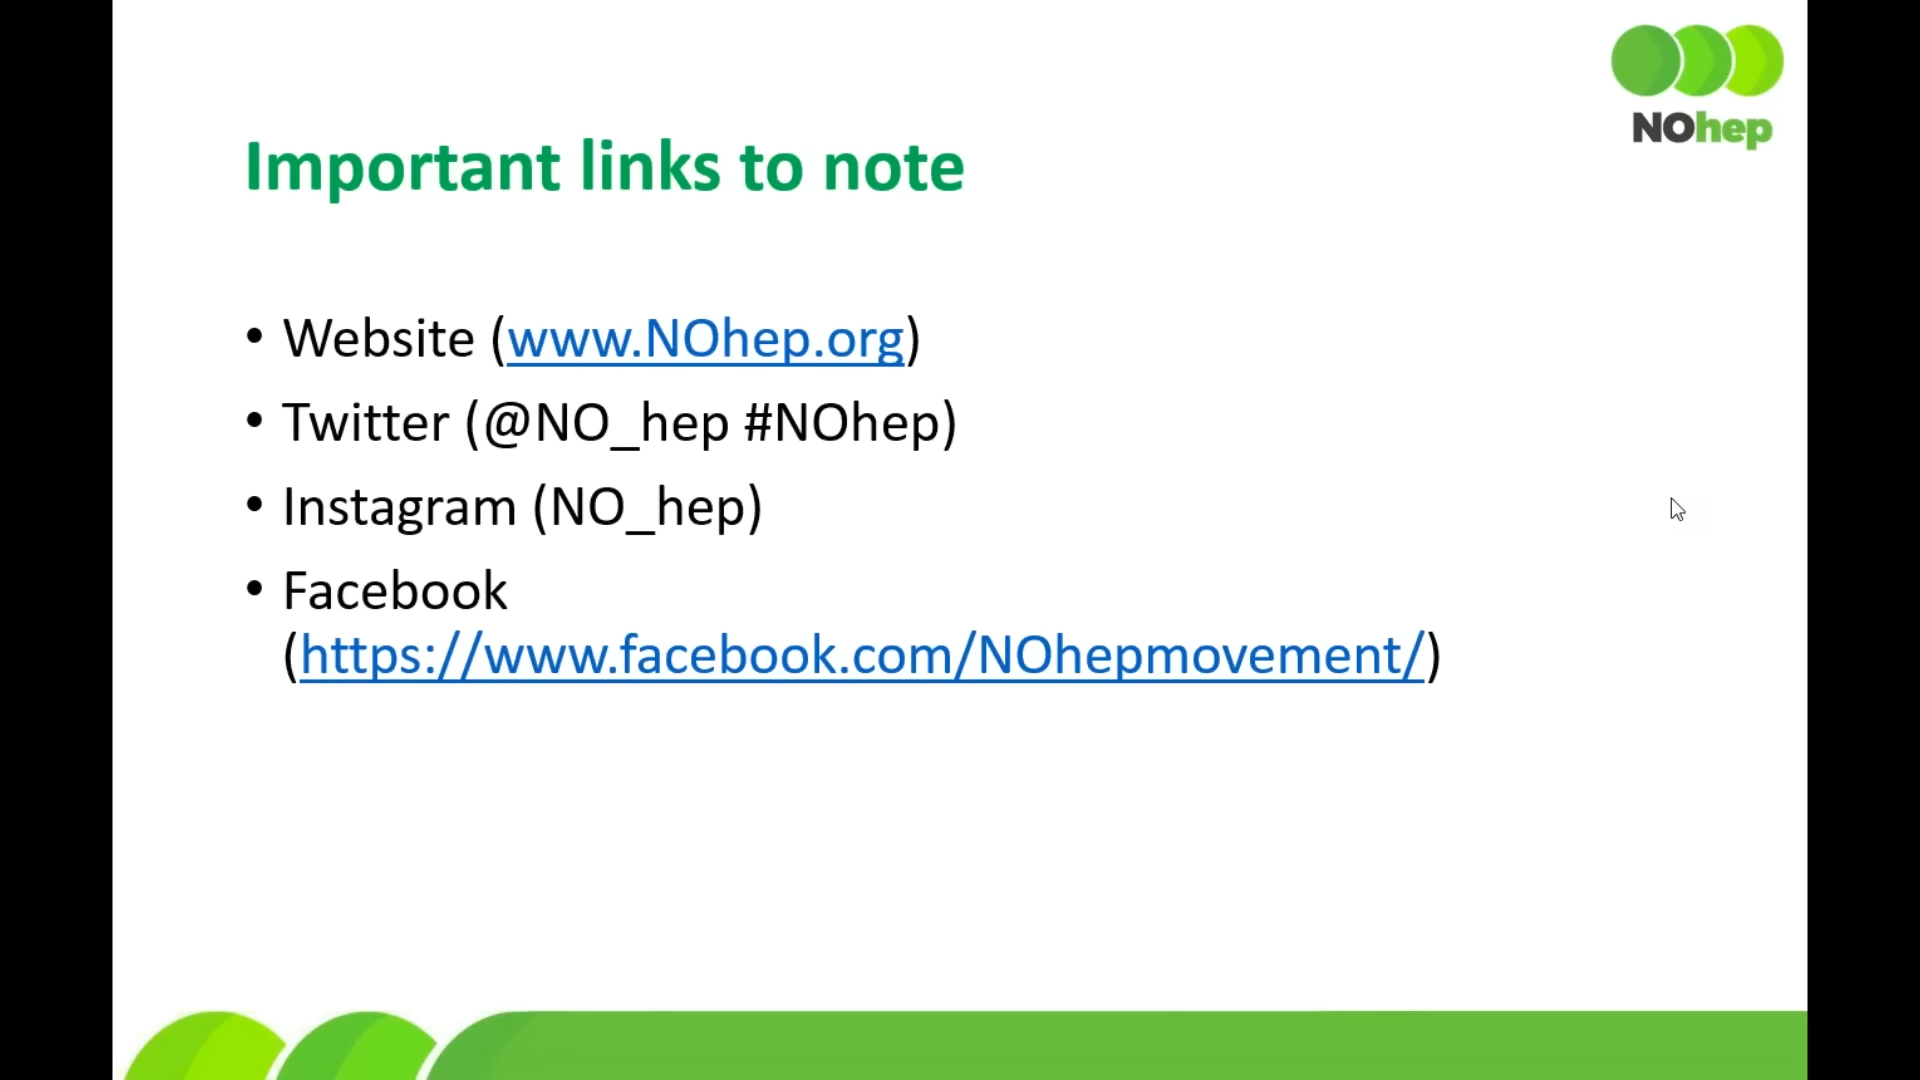 NOhep
Important links to note
• Website (www.NOhep.org)
• Twitter (@NO_hep #NOhep)
• Instagram (NO_hep)
• Facebook
(https://www.facebook.com/NOhepmovement/)